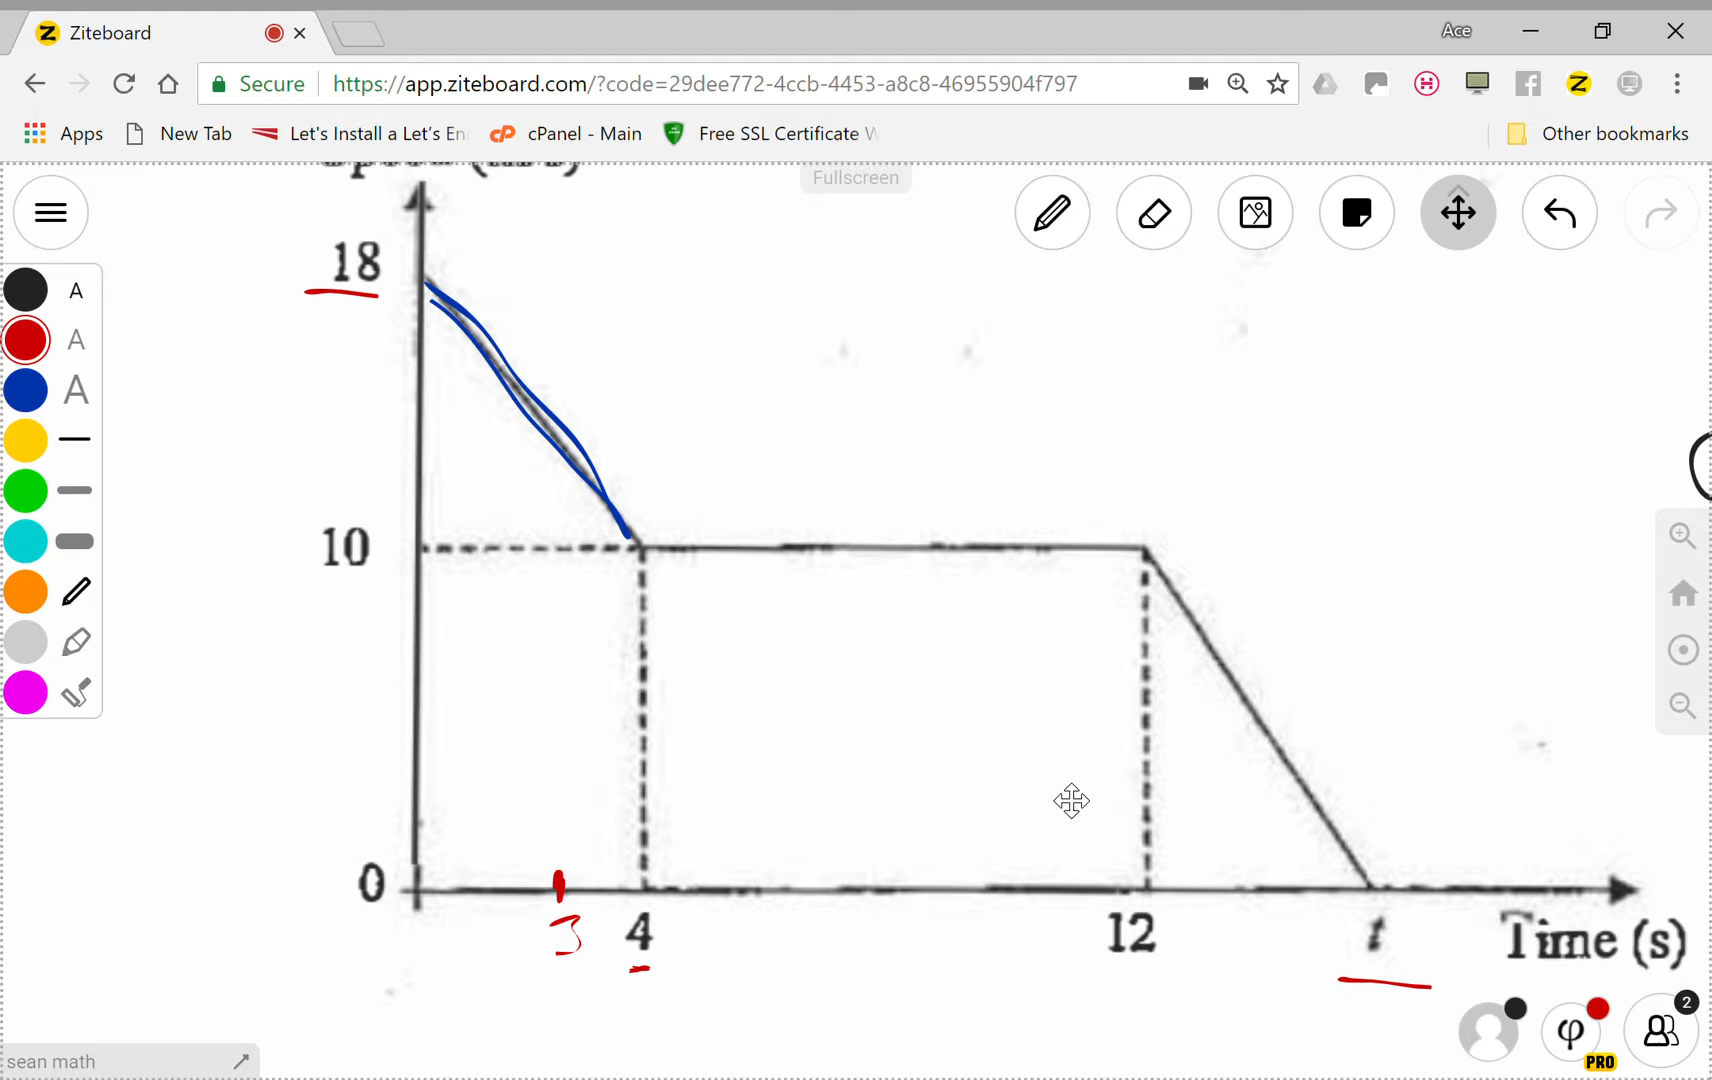 Ziteboard
Ace
Secure https://app.ziteboard.com/?code=29dee772-4ccb-4453-a8c8-46955904f797
Apps New Tab Let's Install a Let's En cPanel - Main Free SSL Certificate W Other bookmarks
Fullscreen
A
A
A
18
10
0
3 4 12 t Time (s)
2
φ
PRO
sean math